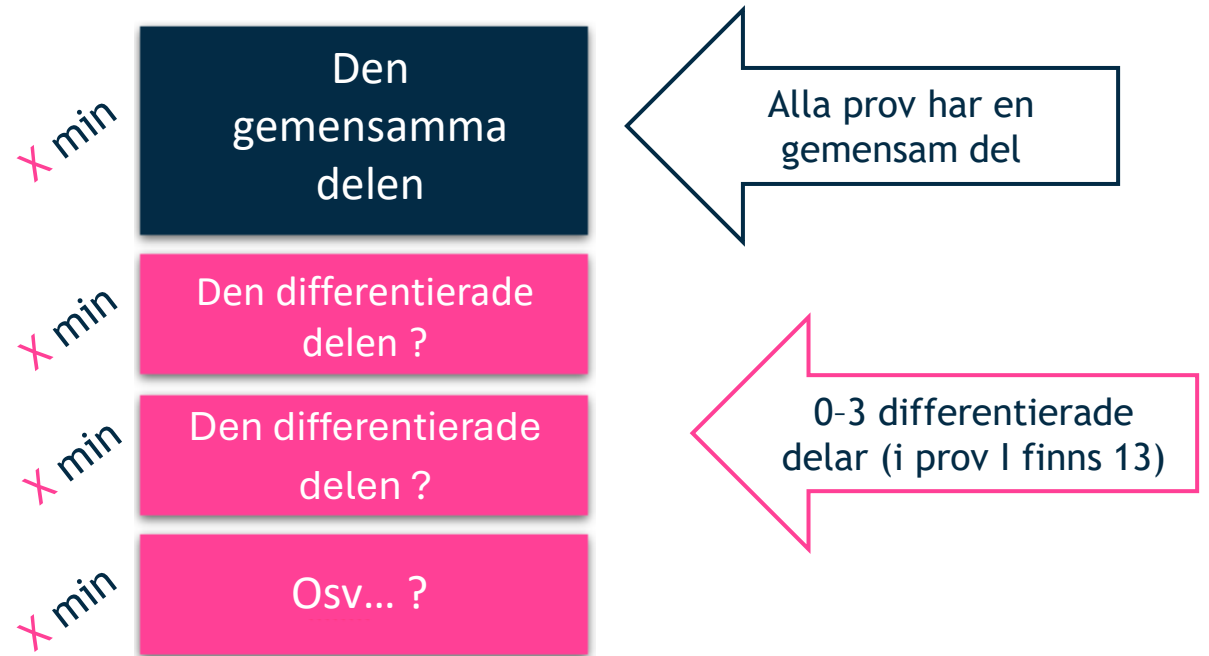 X min
Den
gemensamma
delen
Alla prov har en
gemensam del
X min
Den differentierade
delen ?
X min
Den differentierade
delen ?
0–3 differentierade
delar (i prov I finns 13)
X min
Osv... ?